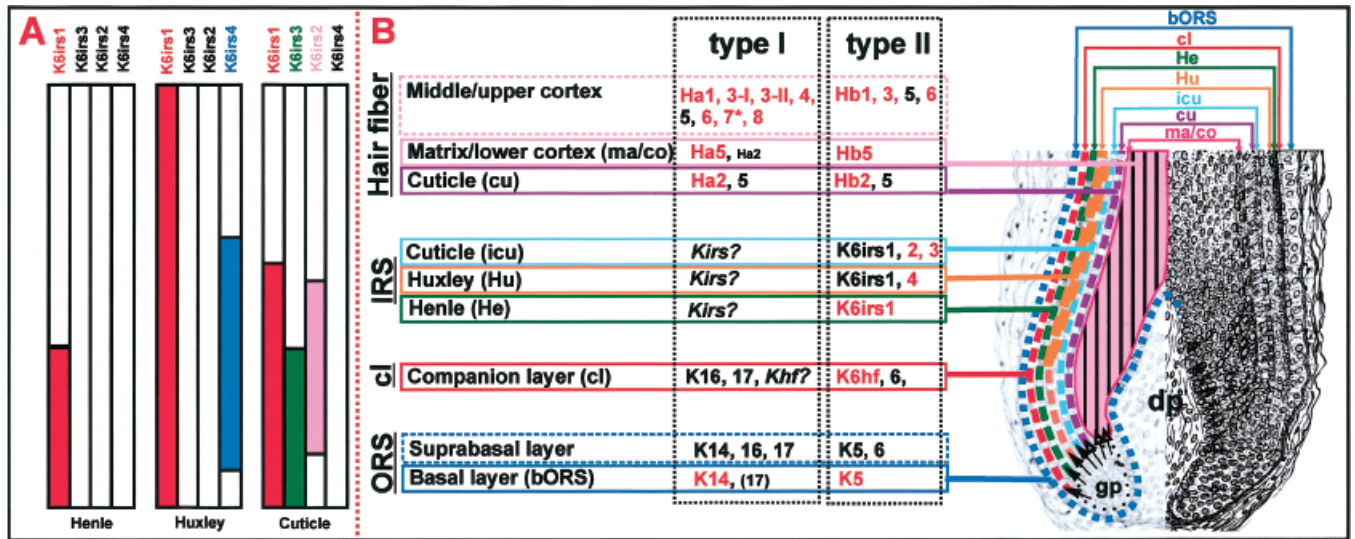 A
K6irs1 K6irs3 K6irs2 K6irs4
K6irs1 K6irs3 K6irs2 K6irs4
K6irs1 K6irs3 K6irs2 K6irs4
Henle Huxley Cuticle
B
type I type II
Hair fiber
Middle/upper cortex Ha1, 3-I, 3-II, 4, Hb1, 3, 5, 6
5, 6, 7*, 8
Matrix/lower cortex (ma/co) Ha5, Ha2 Hb5
Cuticle (cu) Ha2, 5 Hb2, 5
IRS
Cuticle (icu) Kirs? K6irs1, 2, 3
Huxley (Hu) Kirs? K6irs1, 4
Henle (He) Kirs? K6irs1
cl
Companion layer (cl) K16, 17, Khf? K6hf, 6,
ORS
Suprabasal layer K14, 16, 17 K5, 6
Basal layer (bORS) K14, (17) K5
bORS
cl
He
Hu
icu
cu
ma/co
dp
gp